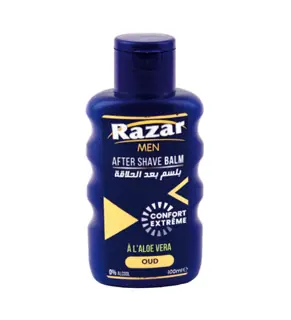 Razar
MEN
AFTER SHAVE BALM
بلسم بعد الحلاقة
CONFORT
EXTRÊME
À L'ALOE VERA
OUD
0% ALCOOL
100ml e